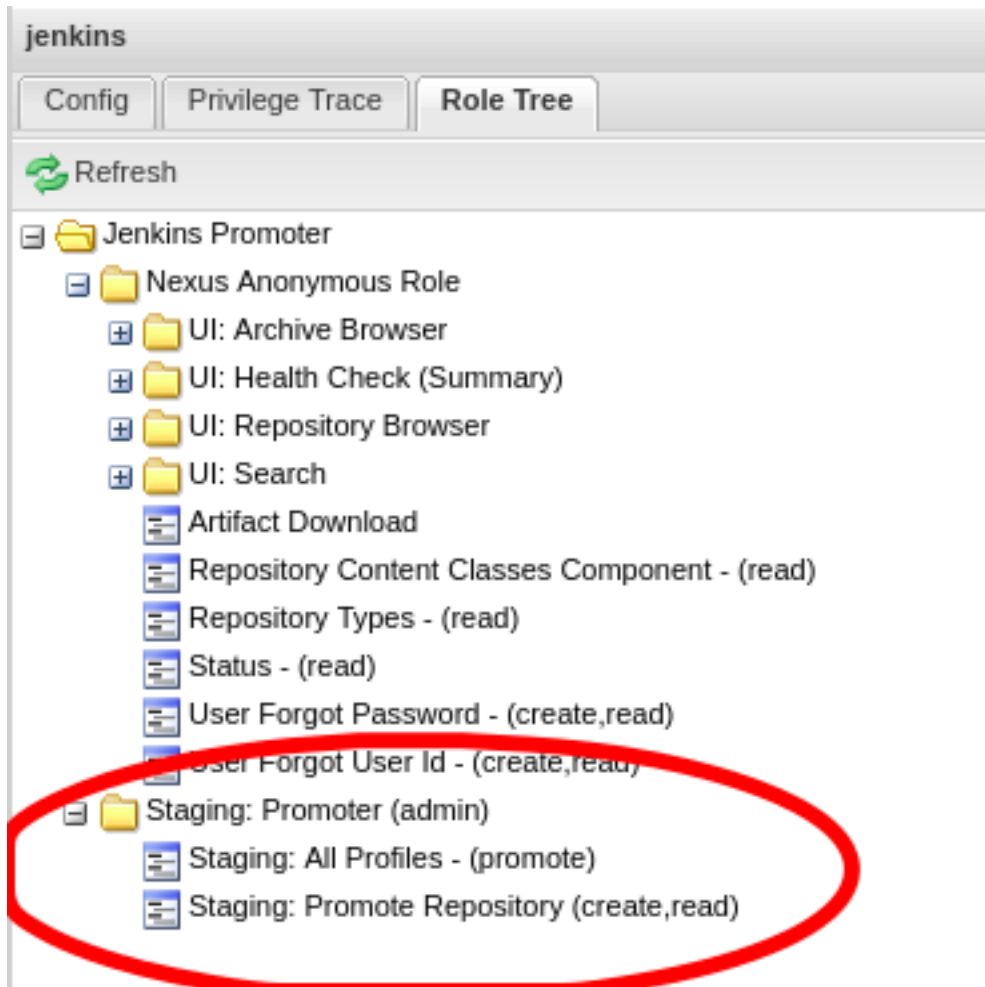 jenkins
Config Privilege Trace Role Tree
Refresh
Jenkins Promoter
Nexus Anonymous Role
UI: Archive Browser
UI: Health Check (Summary)
UI: Repository Browser
UI: Search
Artifact Download
Repository Content Classes Component - (read)
Repository Types - (read)
Status - (read)
User Forgot Password - (create,read)
User Forgot User Id - (create,read)
Staging: Promoter (admin)
Staging: All Profiles - (promote)
Staging: Promote Repository (create,read)